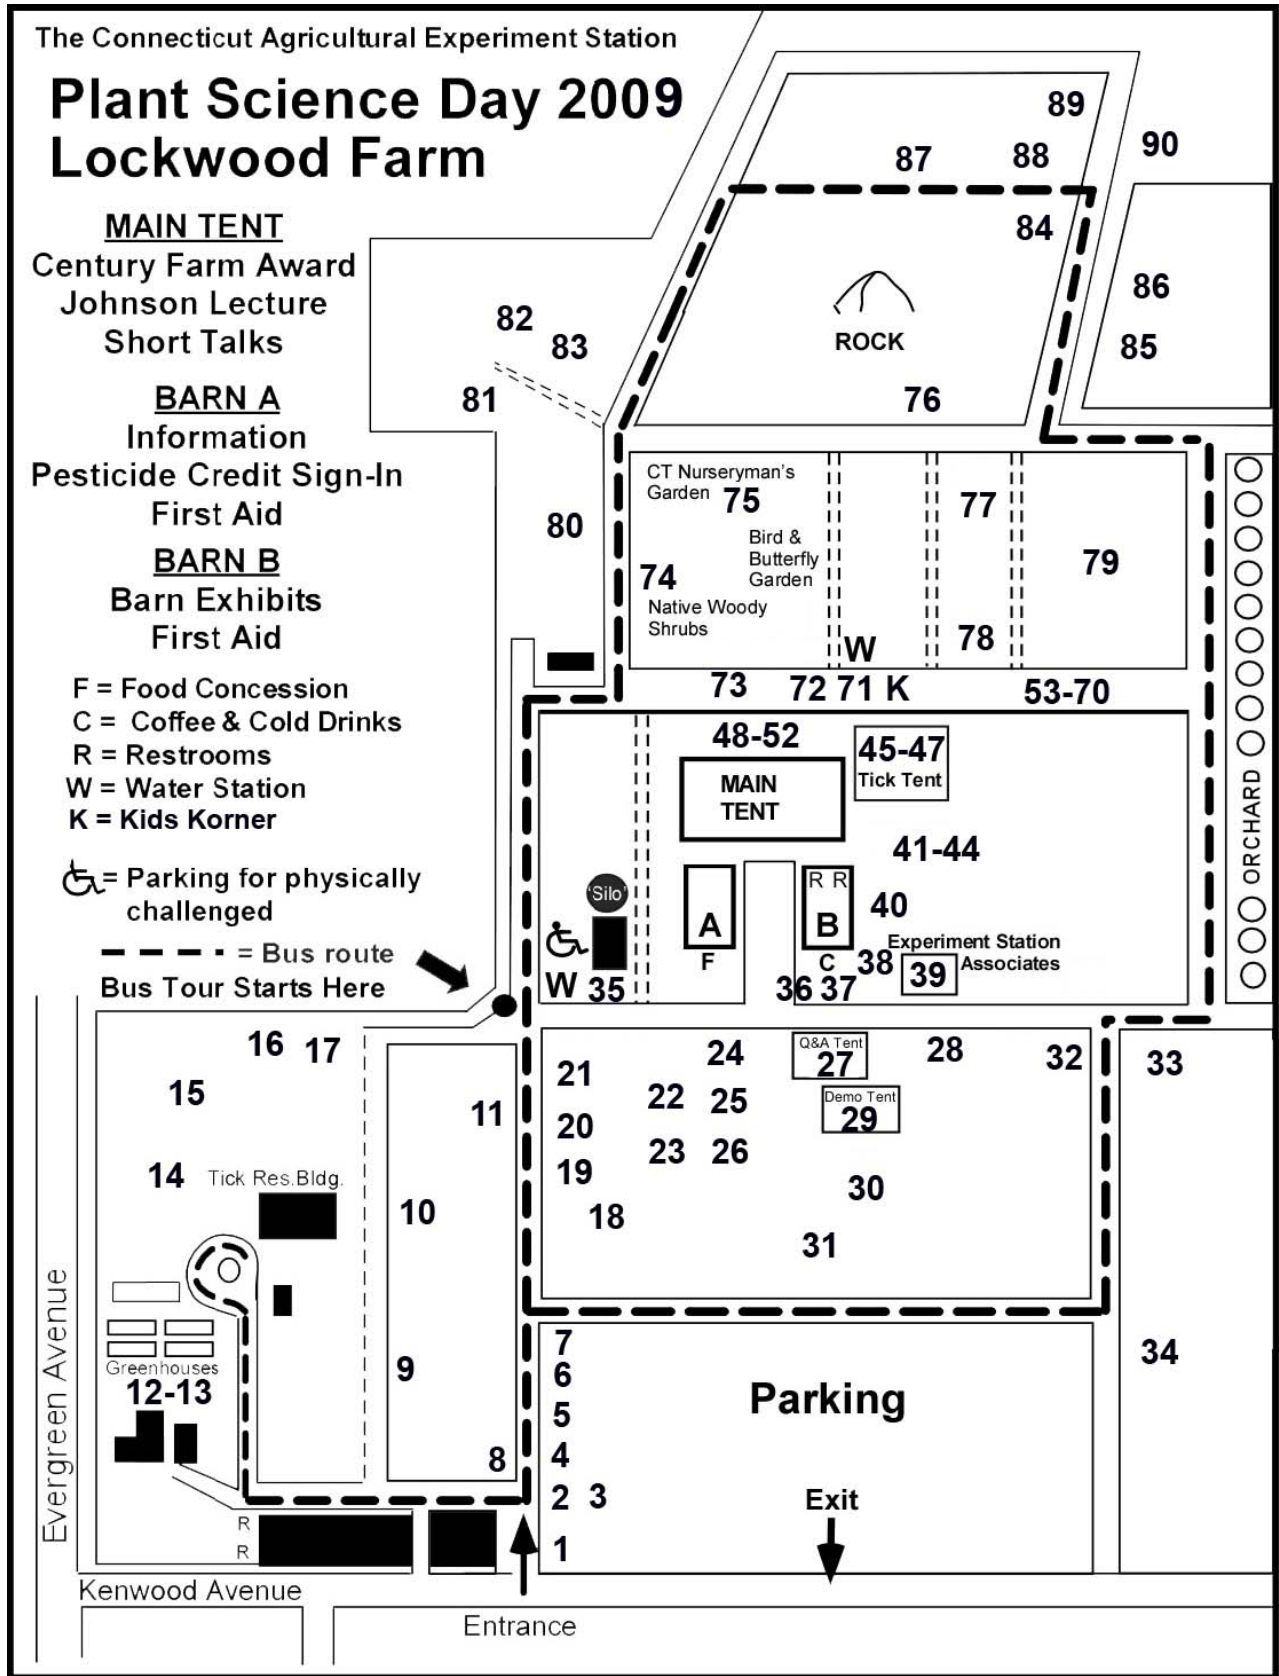 The Connecticut Agricultural Experiment Station
Plant Science Day 2009
Lockwood Farm
MAIN TENT
Century Farm Award
Johnson Lecture
Short Talks
BARN A
Information
Pesticide Credit Sign-In
First Aid
BARN B
Barn Exhibits
First Aid
F = Food Concession
C = Coffee & Cold Drinks
R = Restrooms
W = Water Station
K = Kids Korner
= Parking for physically
challenged
= Bus route
Bus Tour Starts Here
89
90
87 88
84
86
85
ROCK
76
82
83
81
80
CT Nurseryman's
Garden 75
Bird &
Butterfly
Garden
74
Native Woody
Shrubs
77
79
78
W
73 72 71 K 53-70
48-52
45-47
Tick Tent
MAIN
TENT
41-44
ORCHARD
'Silo'
R R
40
A
B
F
C
38
Experiment Station
Associates
39
W 35
36 37
16 17
15
14
Tick Res.Bldg.
11
10
9
8
Greenhouses
12-13
21
20
19
18
24
22 25
23 26
Q&A Tent
27
28
Demo Tent
29
30
31
32
33
34
7
6
5
4
2 3
1
Parking
Exit
R
R
Evergreen Avenue
Kenwood Avenue
Entrance